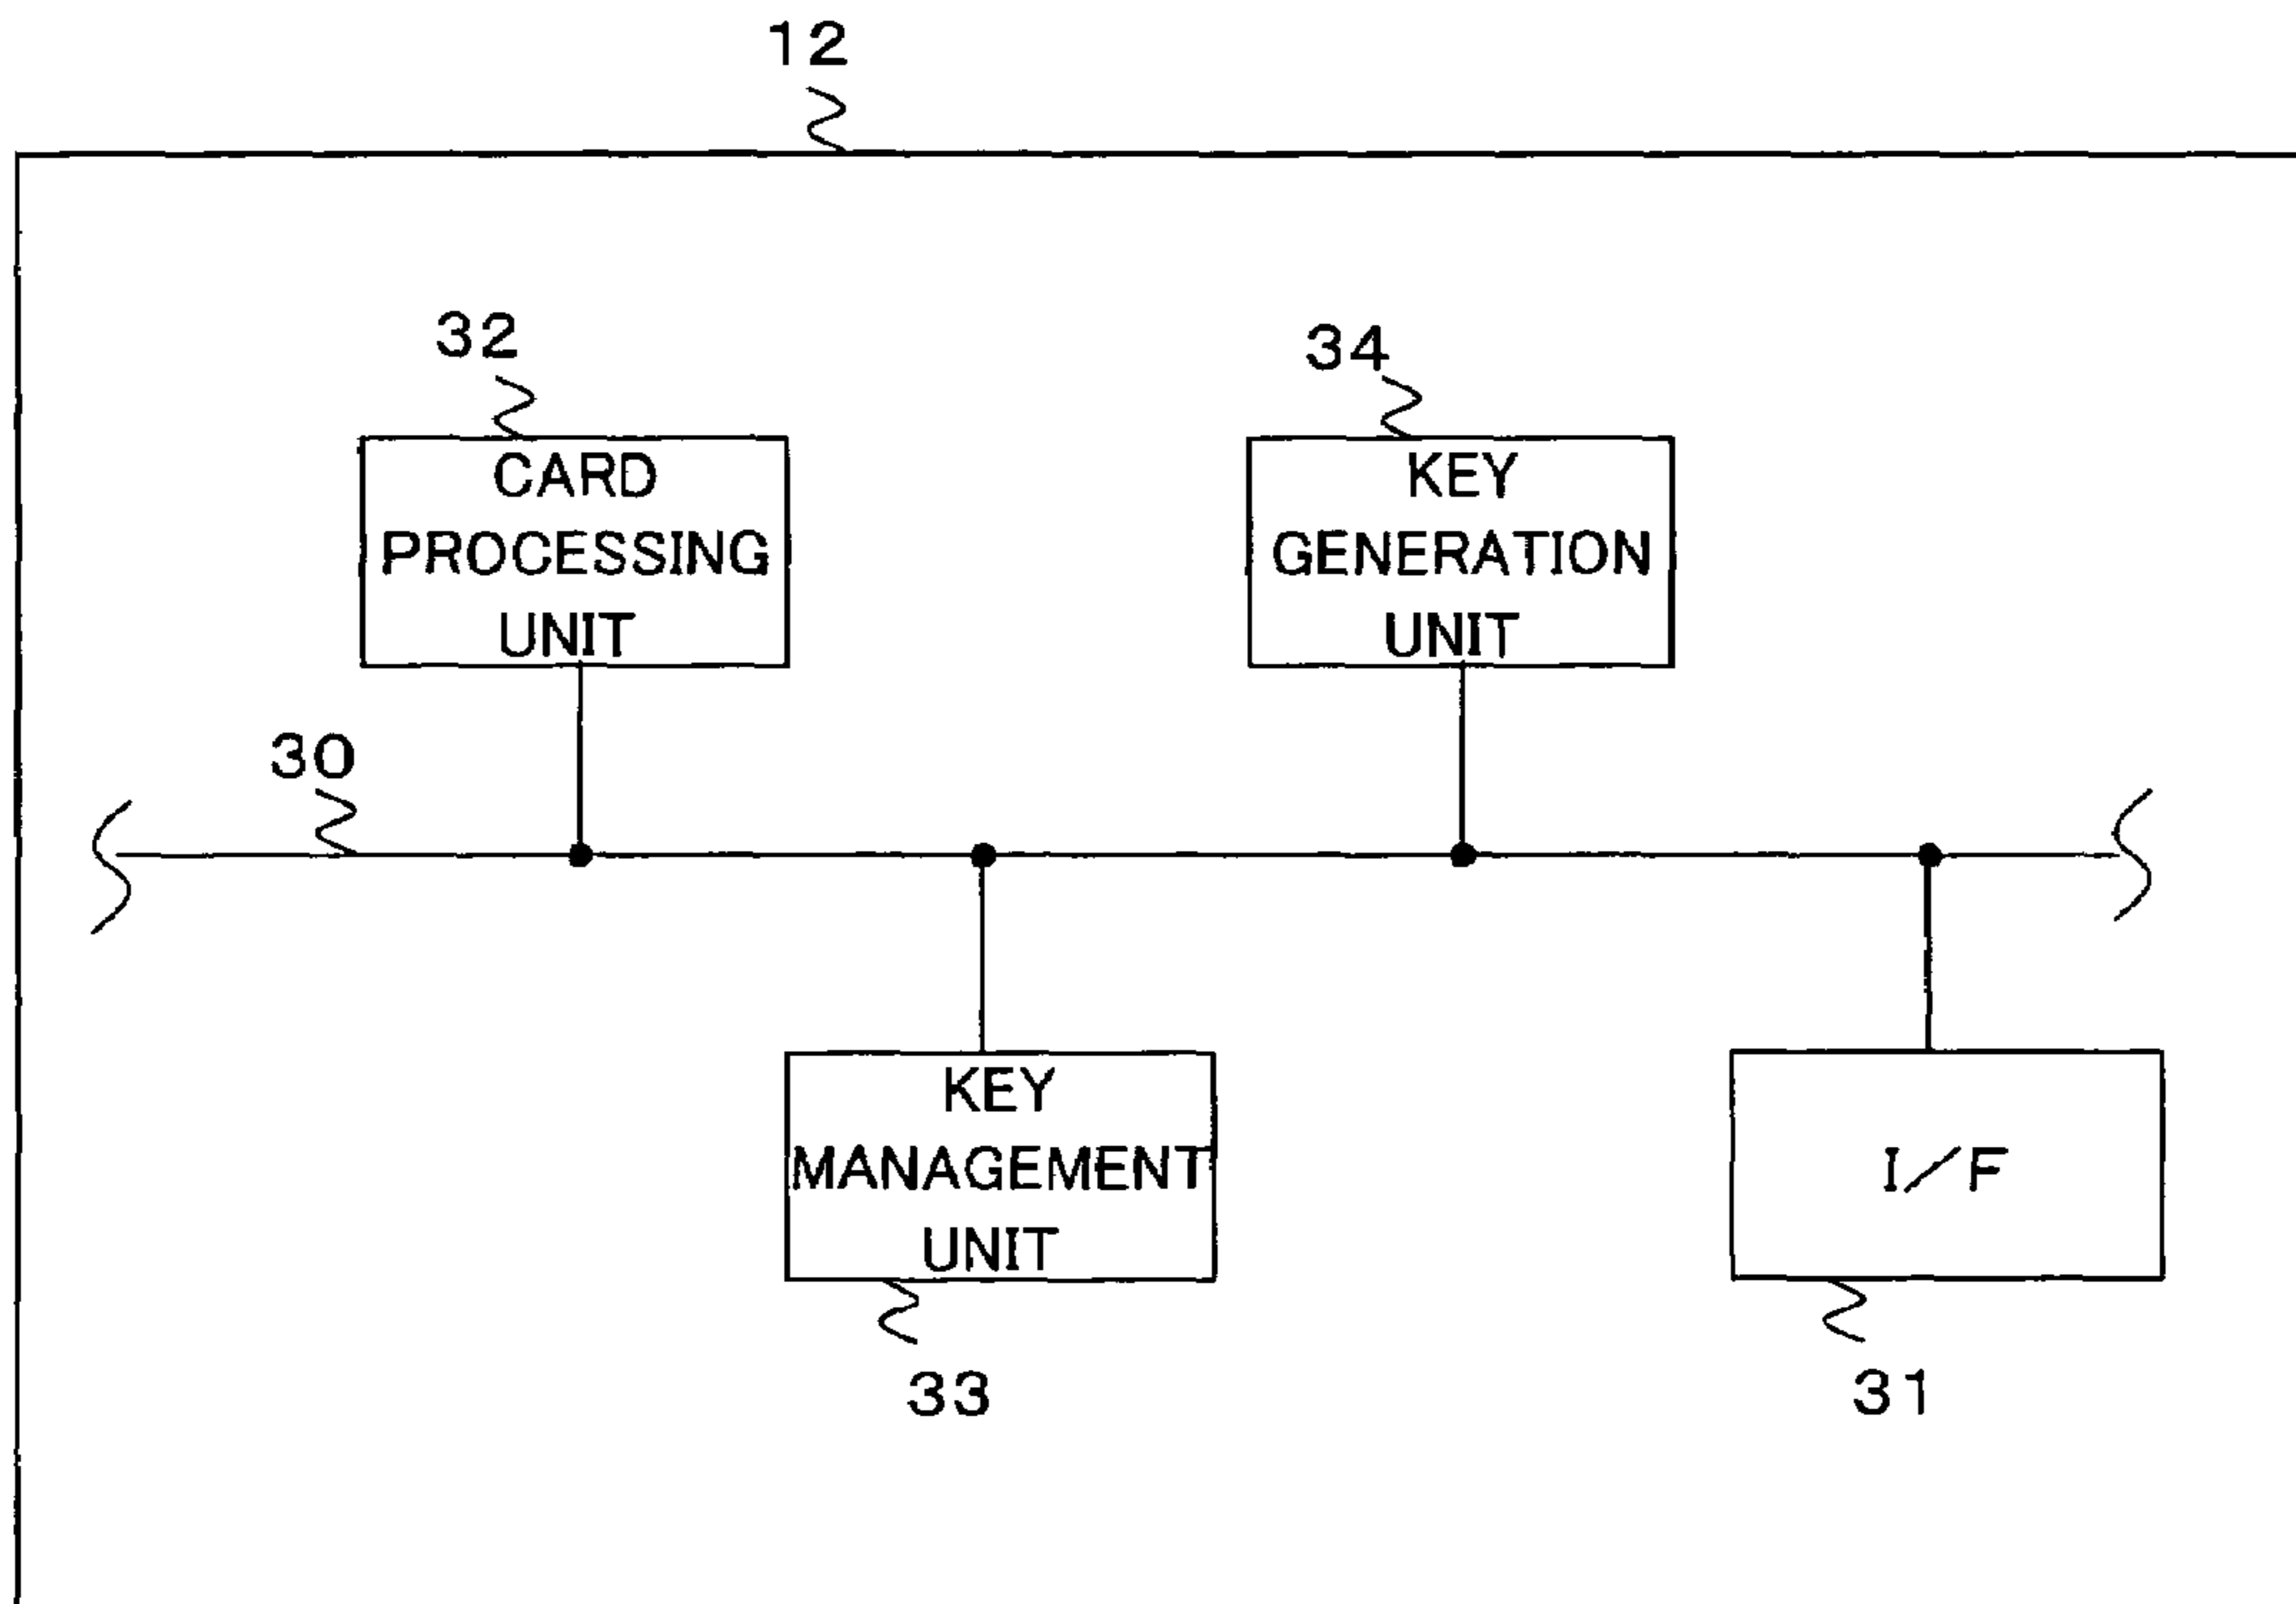 12
32
34
CARD
PROCESSING
UNIT
KEY
GENERATION
UNIT
30
KEY
MANAGEMENT
UNIT
I/F
33
31